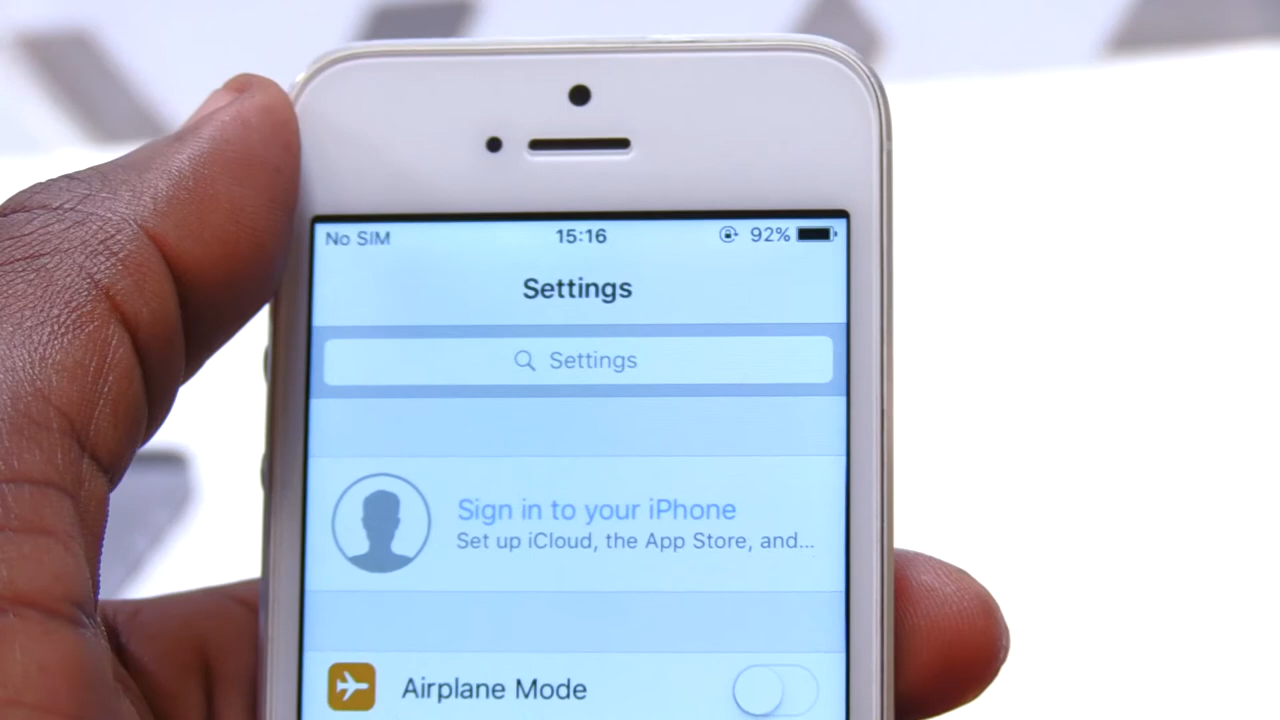 No SIM 15:16 92%
Settings
Settings
Sign in to your iPhone
Set up iCloud, the App Store, and...
Airplane Mode